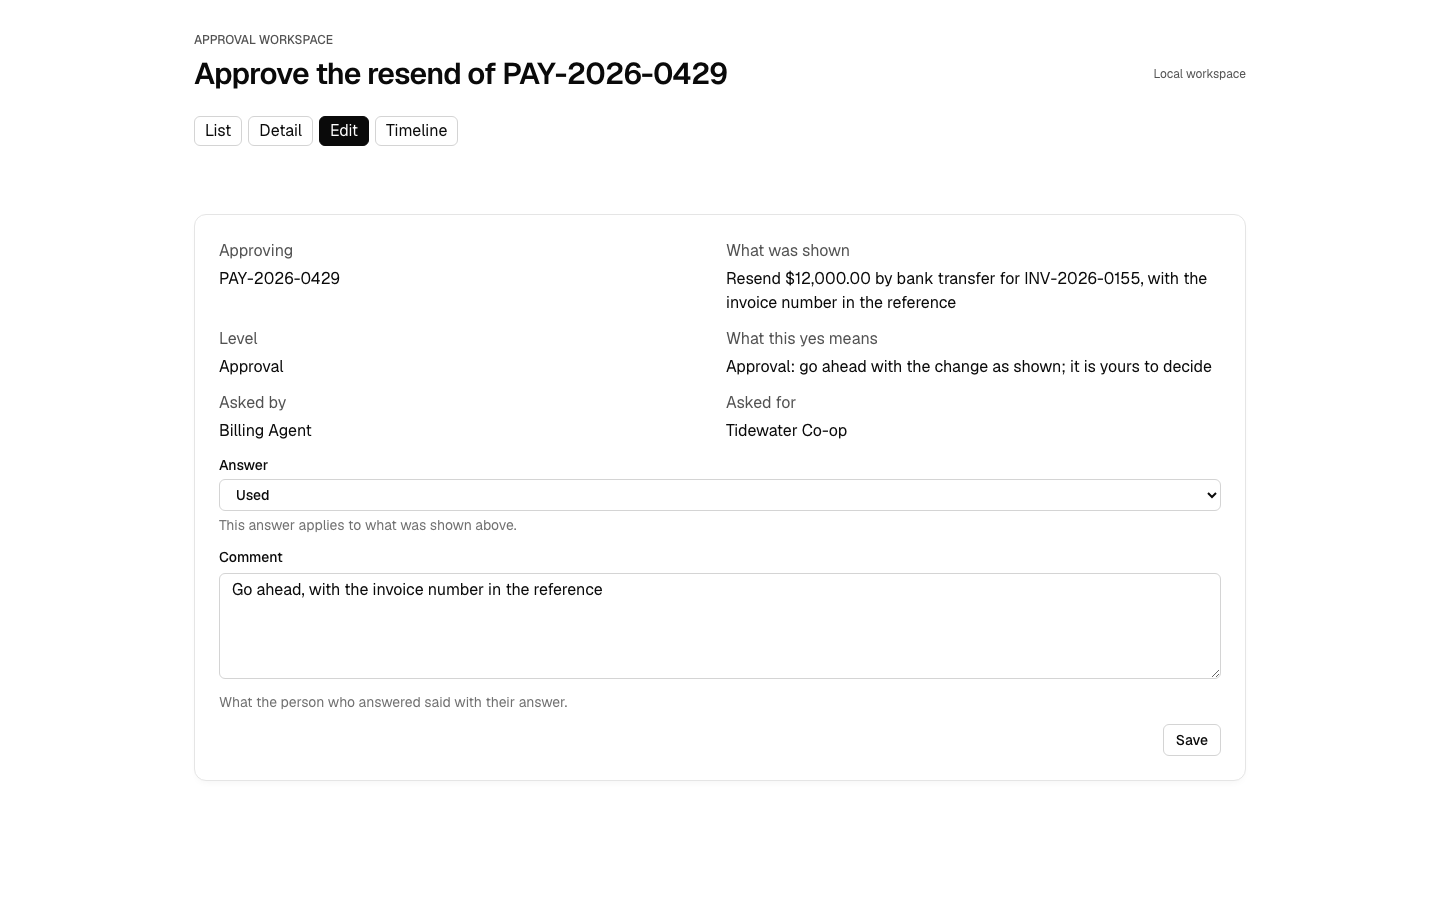 APPROVAL WORKSPACE
Approve the resend of PAY-2026-0429
Local workspace
List
Detail
Edit
Timeline
Approving
PAY-2026-0429
What was shown
Resend $12,000.00 by bank transfer for INV-2026-0155, with the
invoice number in the reference
Level
Approval
What this yes means
Approval: go ahead with the change as shown; it is yours to decide
Asked by
Billing Agent
Asked for
Tidewater Co-op
Answer
Used
This answer applies to what was shown above.
Comment
Go ahead, with the invoice number in the reference
What the person who answered said with their answer.
Save